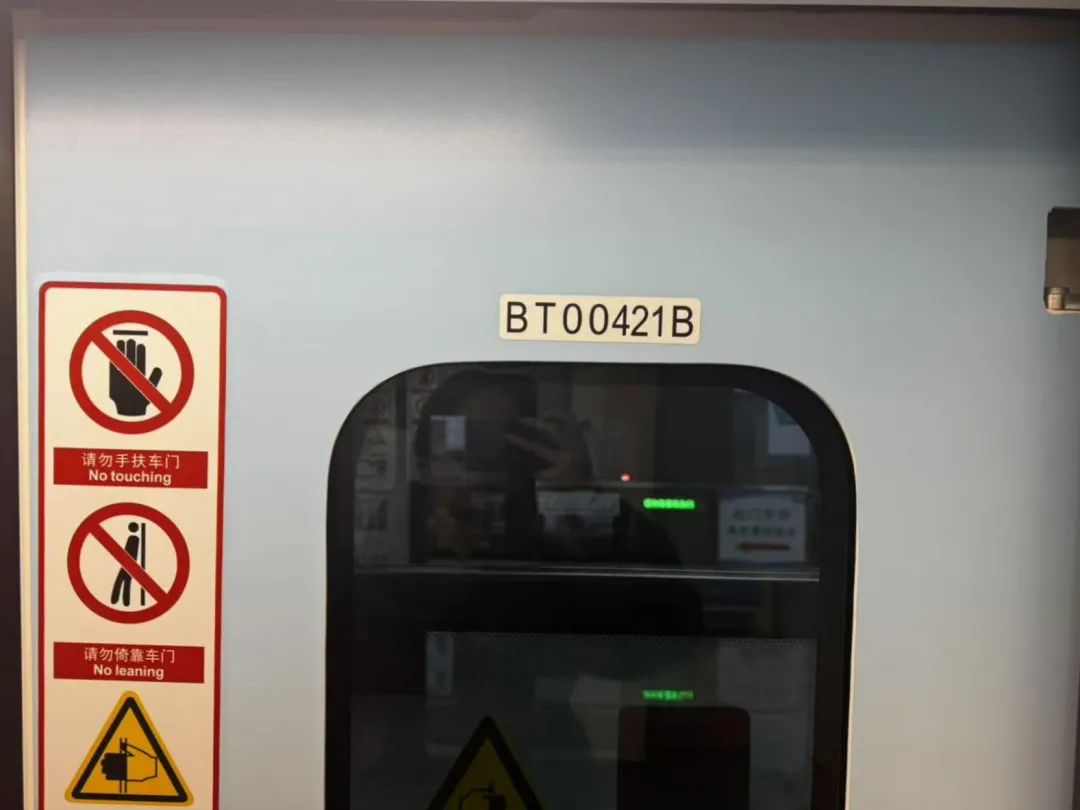 BT00421B
请勿手扶车门
No touching
请勿倚靠车门
No leaning